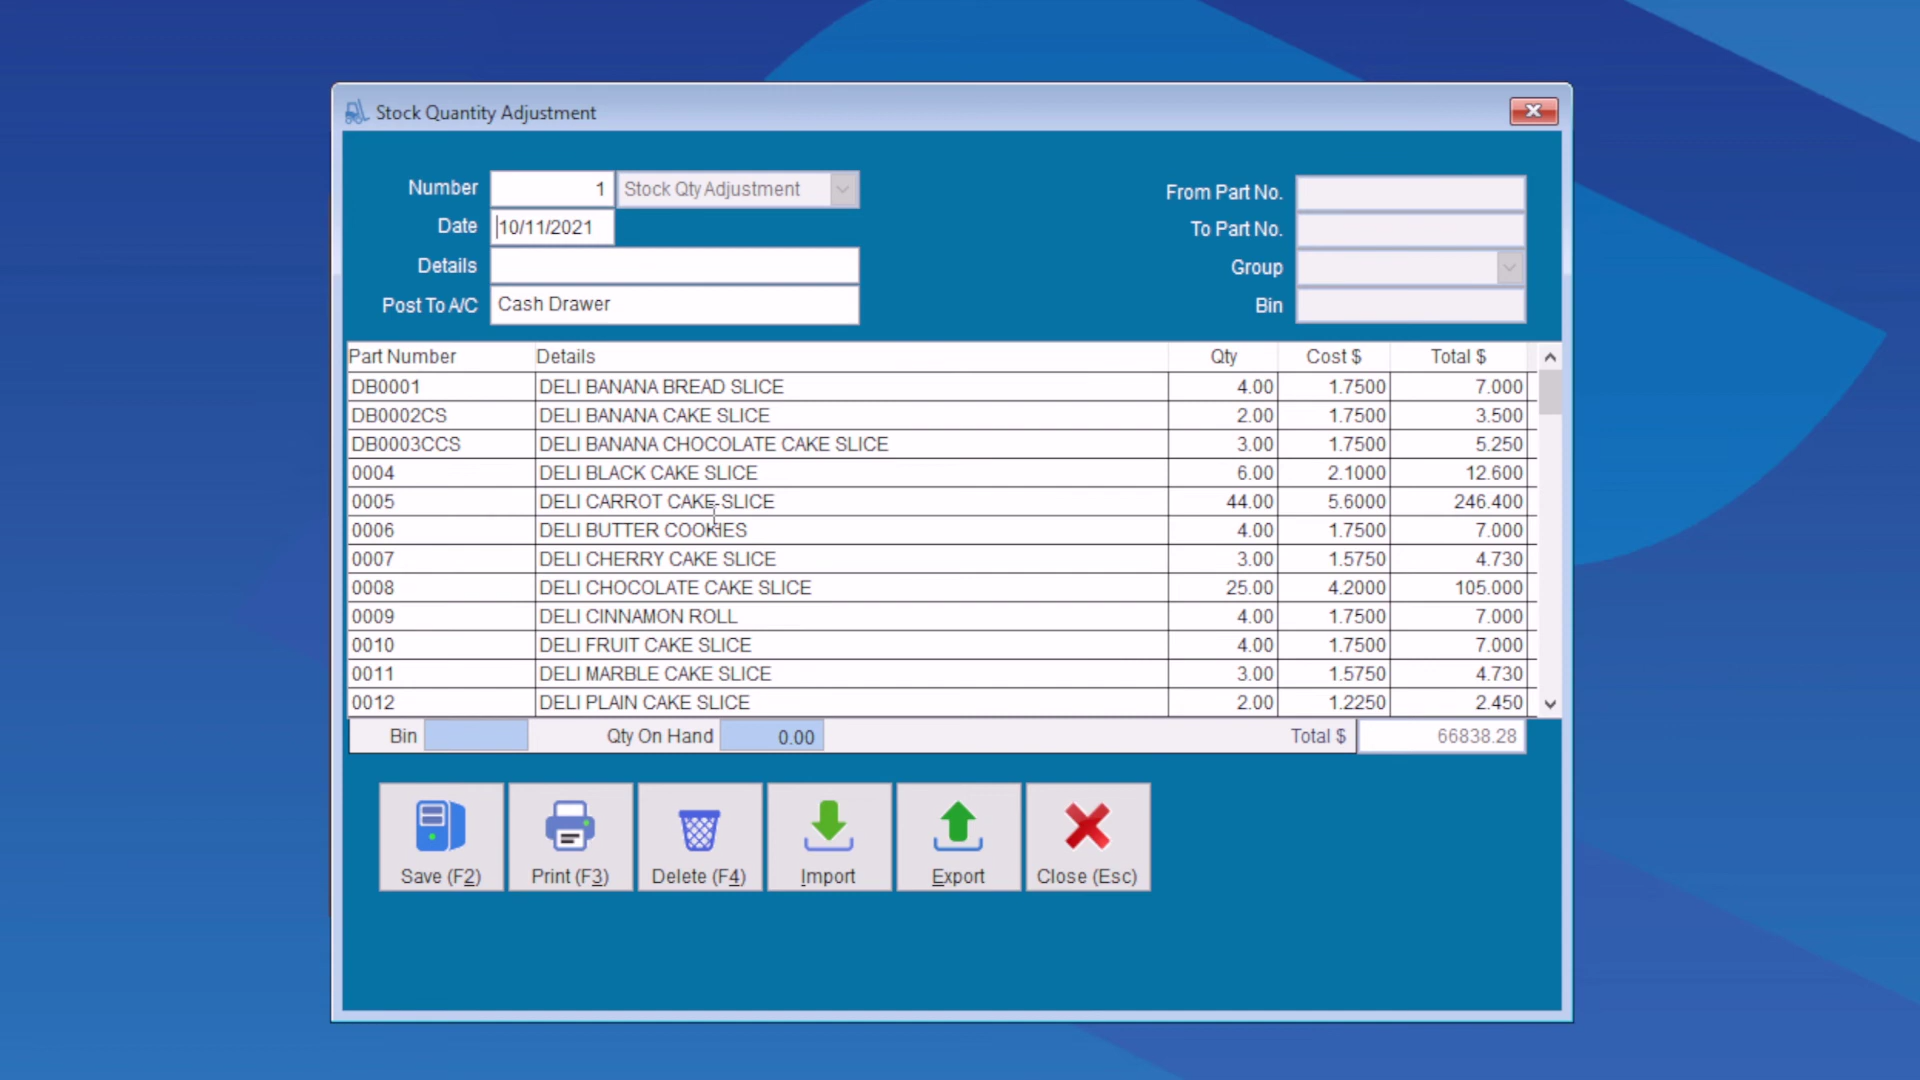 Stock Quantity Adjustment
Number 1 Stock Qty Adjustment
Date 10/11/2021
Details
Post To A/C Cash Drawer
From Part No.
To Part No.
Group
Bin
Part Number Details Qty Cost $ Total $
DB0001 DELI BANANA BREAD SLICE 4.00 1.7500 7.000
DB0002CS DELI BANANA CAKE SLICE 2.00 1.7500 3.500
DB0003CCS DELI BANANA CHOCOLATE CAKE SLICE 3.00 1.7500 5.250
0004 DELI BLACK CAKE SLICE 6.00 2.1000 12.600
0005 DELI CARROT CAKE SLICE 44.00 5.6000 246.400
0006 DELI BUTTER COOKIES 4.00 1.7500 7.000
0007 DELI CHERRY CAKE SLICE 3.00 1.5750 4.730
0008 DELI CHOCOLATE CAKE SLICE 25.00 4.2000 105.000
0009 DELI CINNAMON ROLL 4.00 1.7500 7.000
0010 DELI FRUIT CAKE SLICE 4.00 1.7500 7.000
0011 DELI MARBLE CAKE SLICE 3.00 1.5750 4.730
0012 DELI PLAIN CAKE SLICE 2.00 1.2250 2.450
Bin Qty On Hand 0.00 Total $ 66838.28
Save (F2) Print (F3) Delete (F4) Import Export Close (Esc)